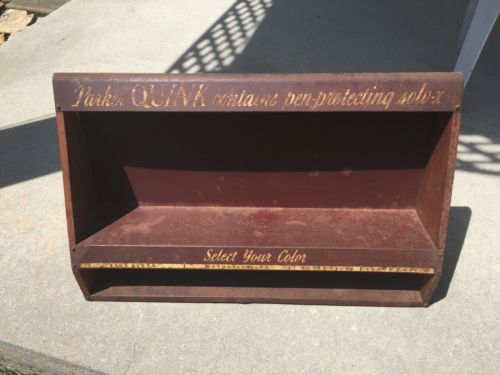 Parker QUINK contains pen-protecting solv-x
Select Your Color